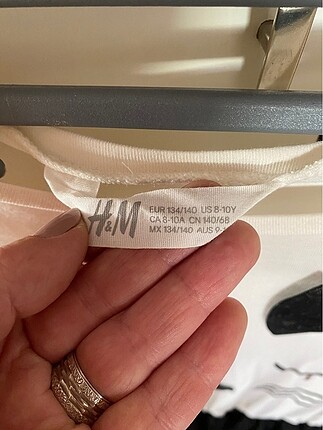 H&M
EUR 134/140 US 8-10Y
CA 8-10A CN 140/68
MX 134/140 AUS 9-